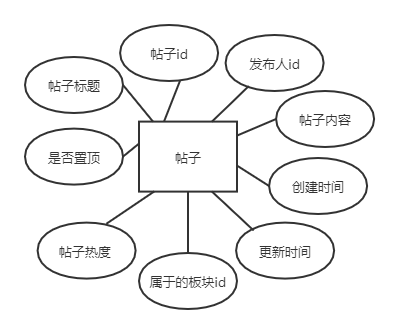 帖子id
发布人id
帖子标题
帖子内容
是否置顶
帖子
创建时间
帖子热度
更新时间
属于的板块id